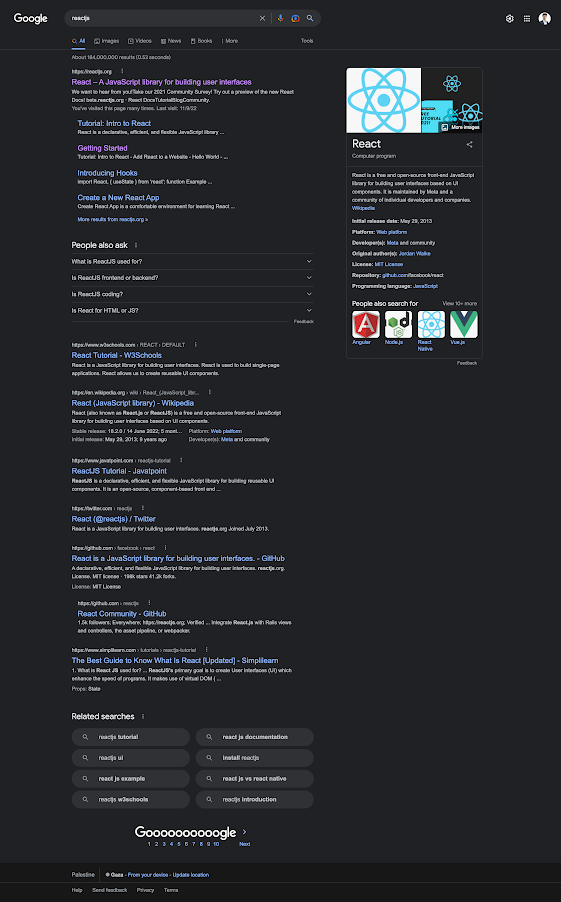 Google
reactjs
All Images Videos News Books More Tools
About 184,000,000 results (0.53 seconds)
https://reactjs.org
React – A JavaScript library for building user interfaces
We want to hear from you!Take our 2021 Community Survey! Try out a preview of the new React
Docs! beta.reactjs.org · React DocsTutorialBlogCommunity.
You've visited this page many times. Last visit: 11/9/22
Tutorial: Intro to React
React is a declarative, efficient, and flexible JavaScript library ...
Getting Started
Tutorial: Intro to React - Add React to a Website - Hello World - ...
Introducing Hooks
import React, { useState } from 'react'; function Example ...
Create a New React App
Create React App is a comfortable environment for learning React ...
More results from reactjs.org »
People also ask
What is ReactJS used for?
Is ReactJS frontend or backend?
Is ReactJS coding?
Is React for HTML or JS?
Feedback
https://www.w3schools.com › REACT › DEFAULT
React Tutorial - W3Schools
React is a JavaScript library for building user interfaces. React is used to build single-page
applications. React allows us to create reusable UI components.
https://en.wikipedia.org › wiki › React_(JavaScript_libr...
React (JavaScript library) - Wikipedia
React (also known as React.js or ReactJS) is a free and open-source front-end JavaScript
library for building user interfaces based on UI components.
Stable release: 18.2.0 / 14 June 2022; 5 mont... Platform: Web platform
Initial release: May 29, 2013; 9 years ago Developer(s): Meta and community
https://www.javatpoint.com › reactjs-tutorial
ReactJS Tutorial - Javatpoint
ReactJS is a declarative, efficient, and flexible JavaScript library for building reusable UI
components. It is an open-source, component-based front end ...
https://twitter.com › reactjs
React (@reactjs) / Twitter
React is a JavaScript library for building user interfaces. reactjs.org Joined July 2013.
https://github.com › facebook › react
React is a JavaScript library for building user interfaces. - GitHub
A declarative, efficient, and flexible JavaScript library for building user interfaces. reactjs.org.
License. MIT license · 198k stars 41.2k forks.
License: MIT License
https://github.com › reactjs
React Community - GitHub
1.5k followers; Everywhere; https://reactjs.org; Verified ... Integrate React.js with Rails views
and controllers, the asset pipeline, or webpacker.
https://www.simplilearn.com › tutorials › reactjs-tutorial
The Best Guide to Know What Is React [Updated] - Simplilearn
1. What is React JS used for? ... ReactJS's primary goal is to create User Interfaces (UI) which
enhance the speed of programs. It makes use of virtual DOM ( ...
Props: State
Related searches
reactjs tutorial
react js documentation
reactjs ui
install reactjs
react js example
react js vs react native
reactjs w3schools
reactjs introduction
Goooooooooogle
1 2 3 4 5 6 7 8 9 10 Next
More images
React
Computer program
React is a free and open-source front-end JavaScript
library for building user interfaces based on UI
components. It is maintained by Meta and a
community of individual developers and companies.
Wikipedia
Initial release date: May 29, 2013
Platform: Web platform
Developer(s): Meta and community
Original author(s): Jordan Walke
License: MIT License
Repository: github.com/facebook/react
Programming language: JavaScript
People also search for View 10+ more
Angular
Node.js
React
Native
Vue.js
Feedback
Palestine Gaza - From your device - Update location
Help Send feedback Privacy Terms